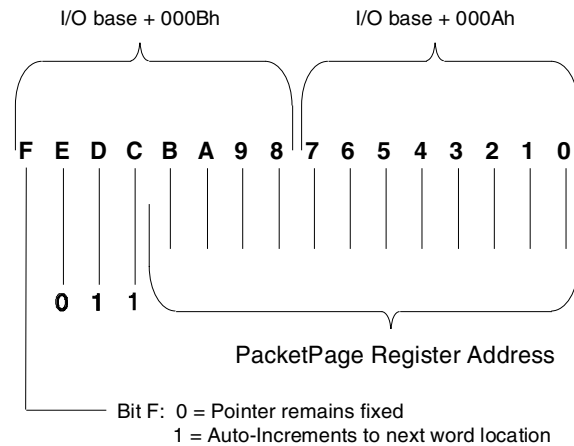 I/O base + 000Bh I/O base + 000Ah
F E D C B A 9 8 7 6 5 4 3 2 1 0
0 1 1
PacketPage Register Address
Bit F: 0 = Pointer remains fixed
1 = Auto-Increments to next word location